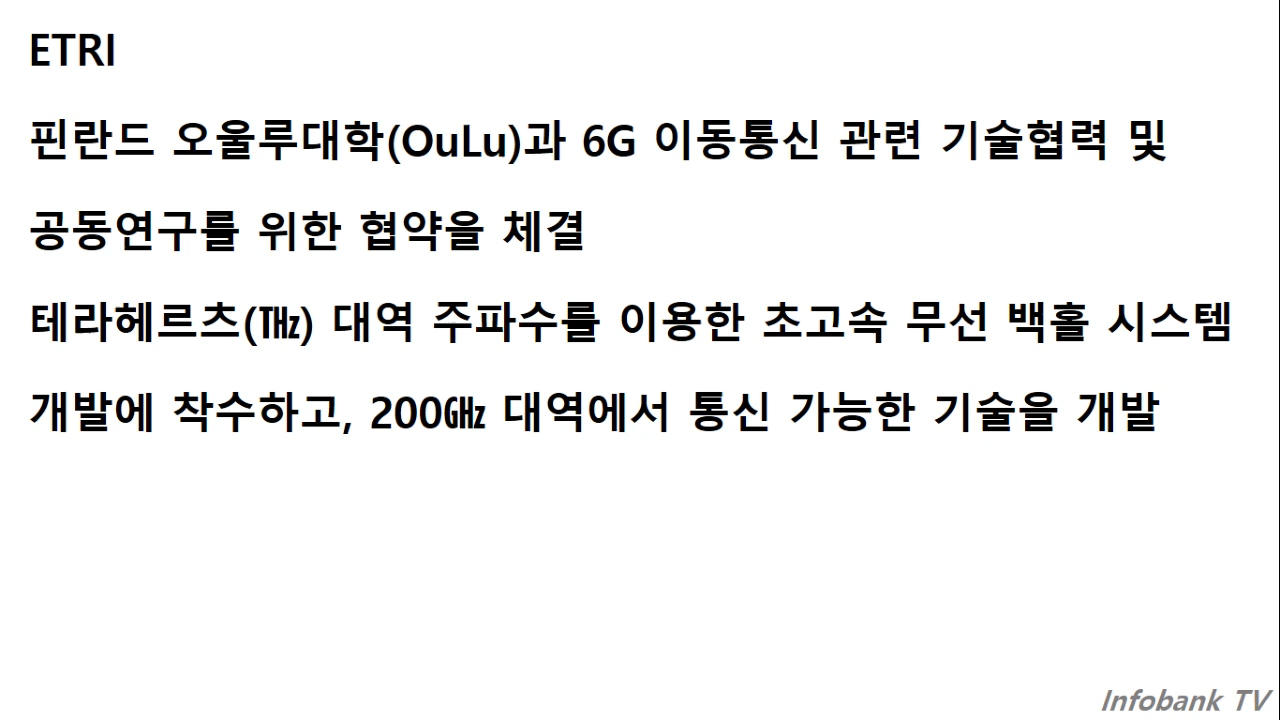 ETRI
핀란드 오울루대학(OuLu)과 6G 이동통신 관련 기술협력 및
공동연구를 위한 협약을 체결
테라헤르츠(㎔) 대역 주파수를 이용한 초고속 무선 백홀 시스템
개발에 착수하고, 200㎓ 대역에서 통신 가능한 기술을 개발
Infobank TV